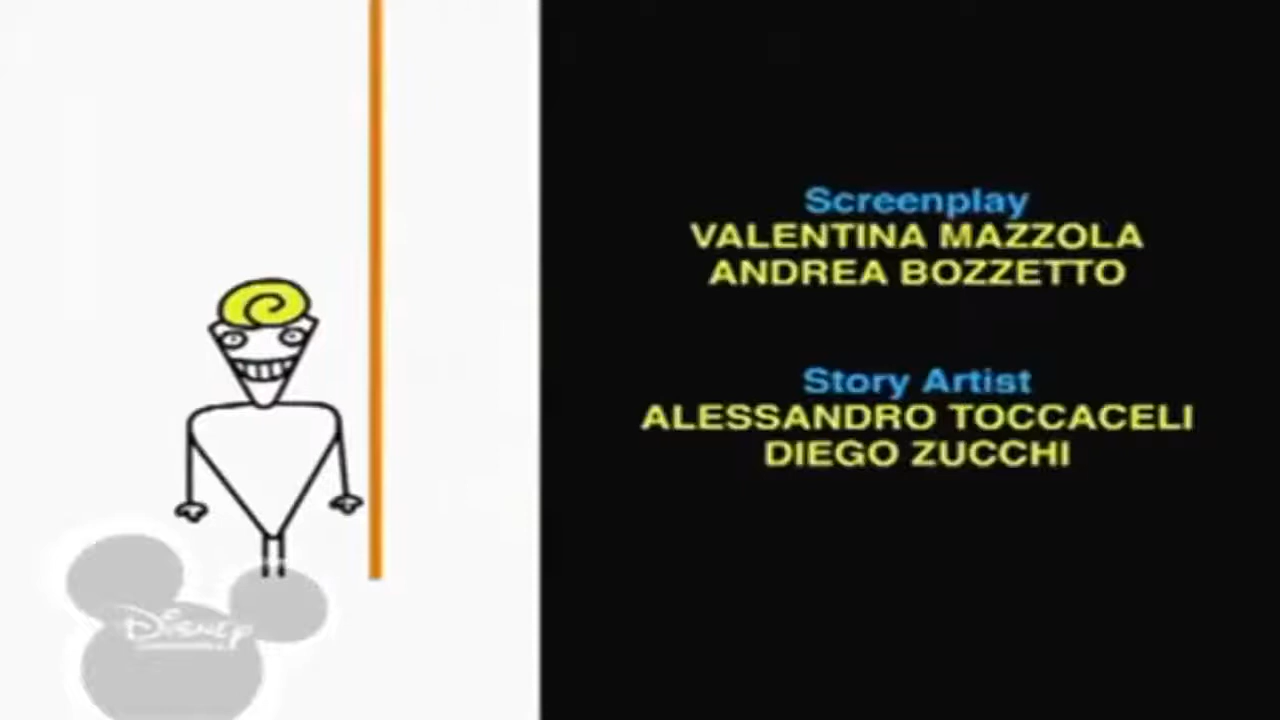 Screenplay
VALENTINA MAZZOLA
ANDREA BOZZETTO
Story Artist
ALESSANDRO TOCCACELI
DIEGO ZUCCHI
Disney